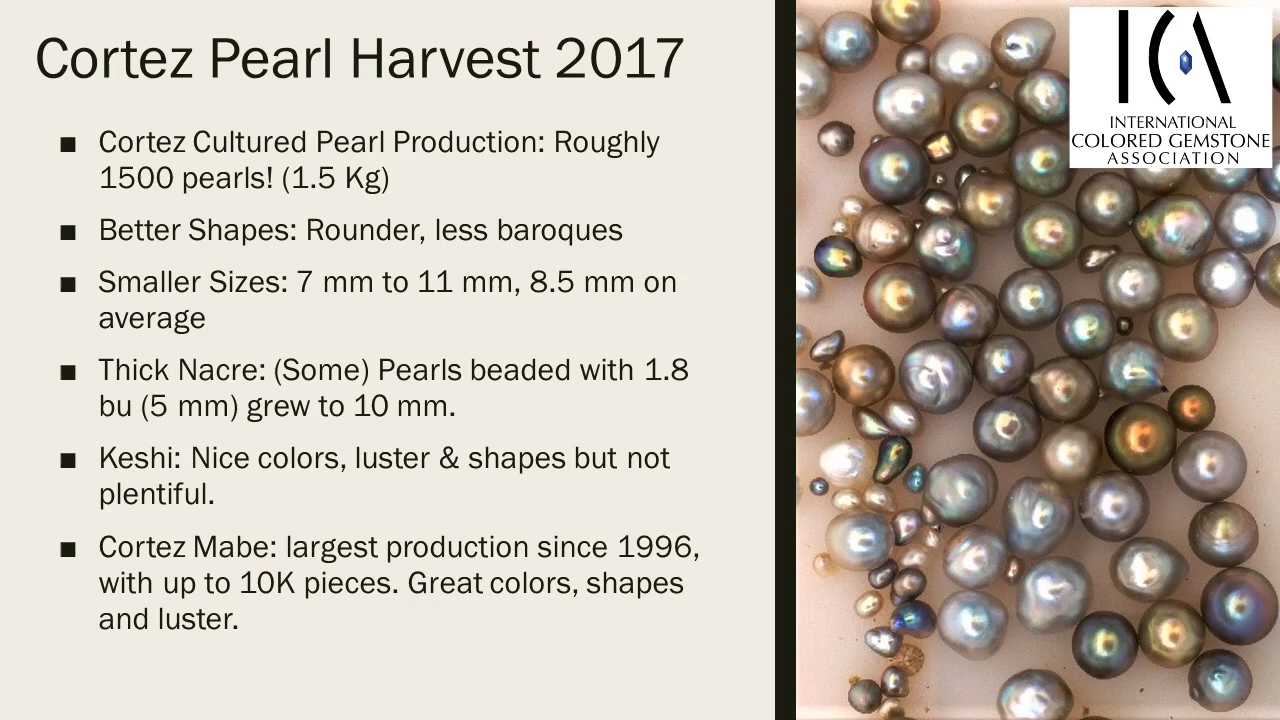 Cortez Pearl Harvest 2017
▪ Cortez Cultured Pearl Production: Roughly
1500 pearls! (1.5 Kg)
▪ Better Shapes: Rounder, less baroques
▪ Smaller Sizes: 7 mm to 11 mm, 8.5 mm on
average
▪ Thick Nacre: (Some) Pearls beaded with 1.8
bu (5 mm) grew to 10 mm.
▪ Keshi: Nice colors, luster & shapes but not
plentiful.
▪ Cortez Mabe: largest production since 1996,
with up to 10K pieces. Great colors, shapes
and luster.
ICA
INTERNATIONAL
COLORED GEMSTONE
ASSOCIATION